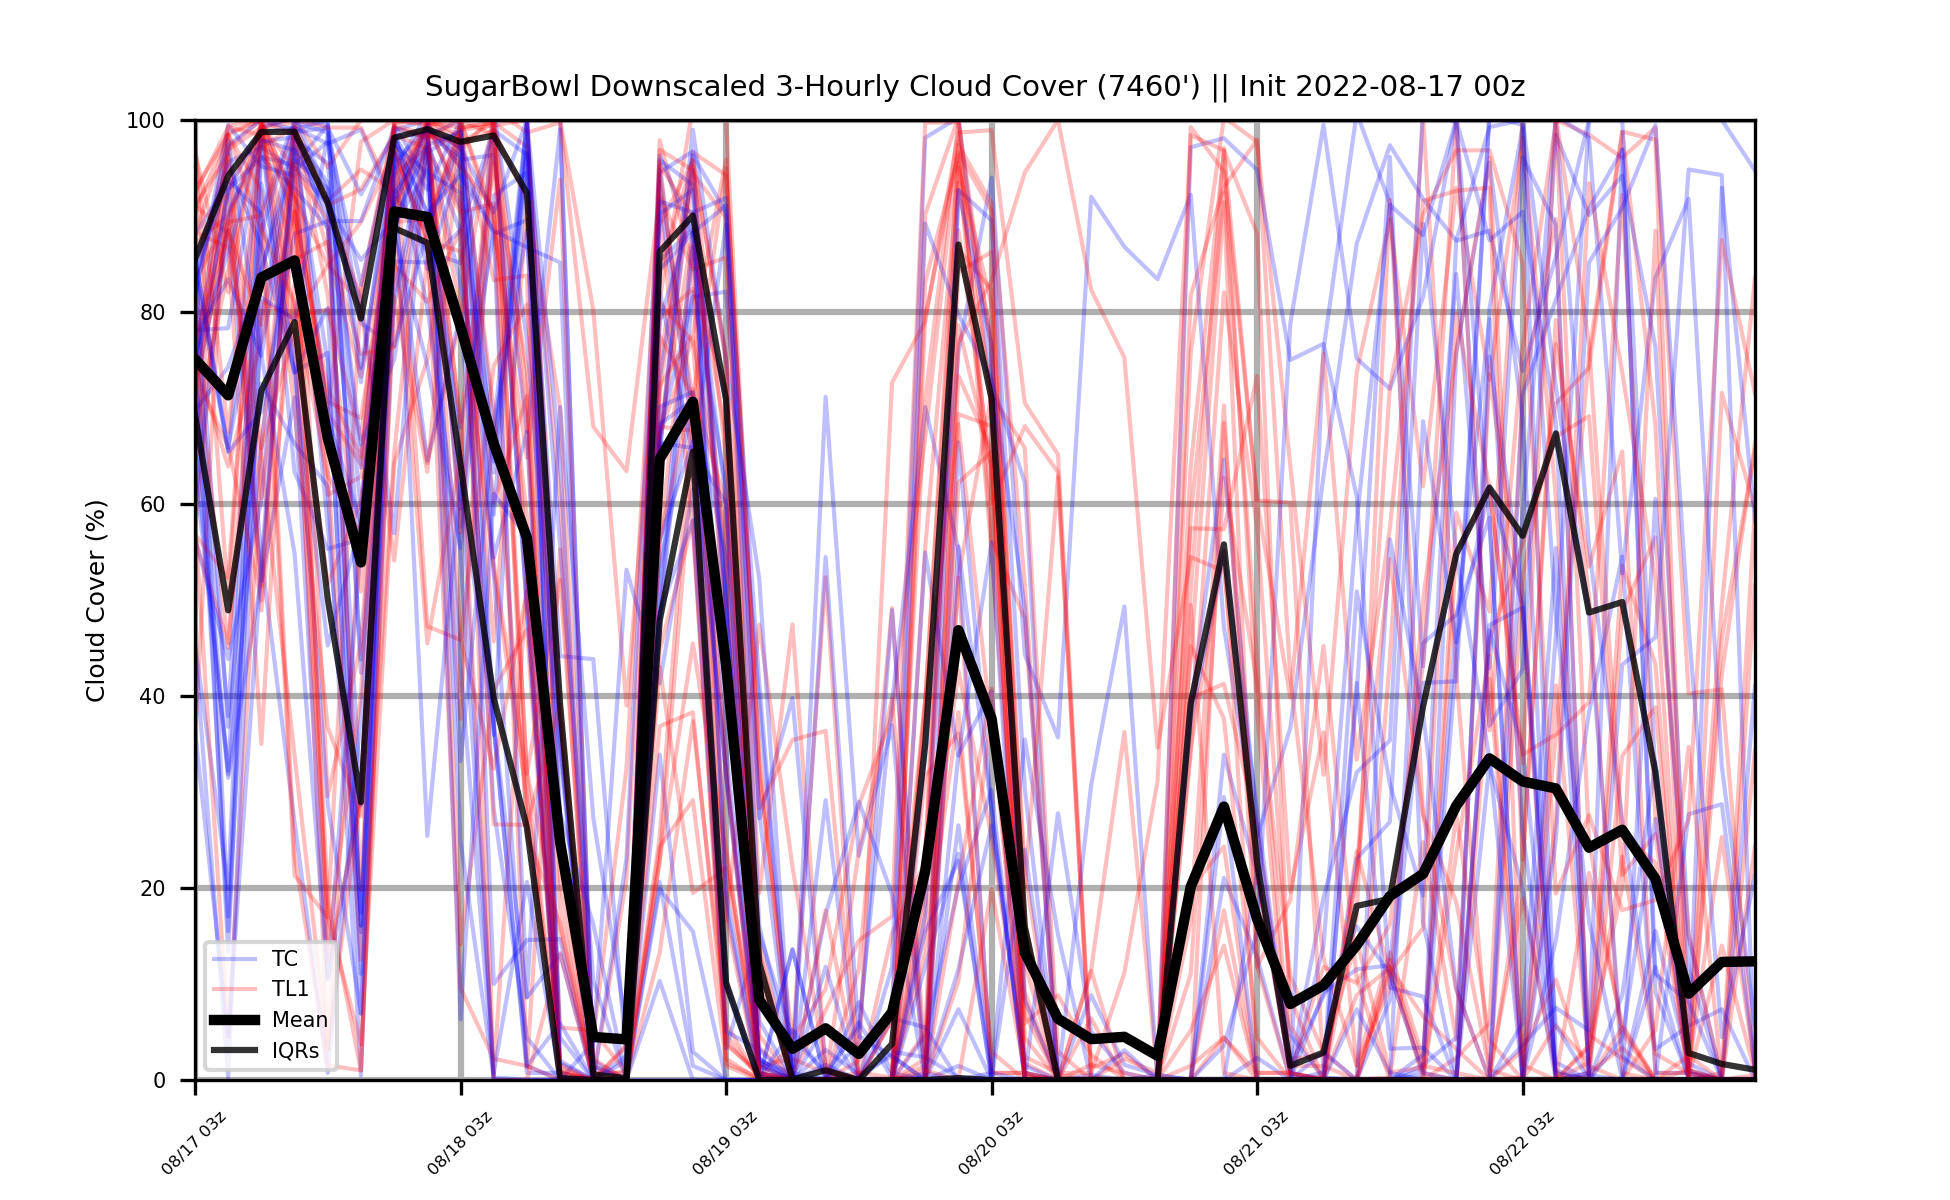 SugarBowl Downscaled 3-Hourly Cloud Cover (7460') || Init 2022-08-17 00z
Cloud Cover (%)
100
80
60
40
20
0
TC
TL1
Mean
IQRs
08/17 03z
08/18 03z
08/19 03z
08/20 03z
08/21 03z
08/22 03z